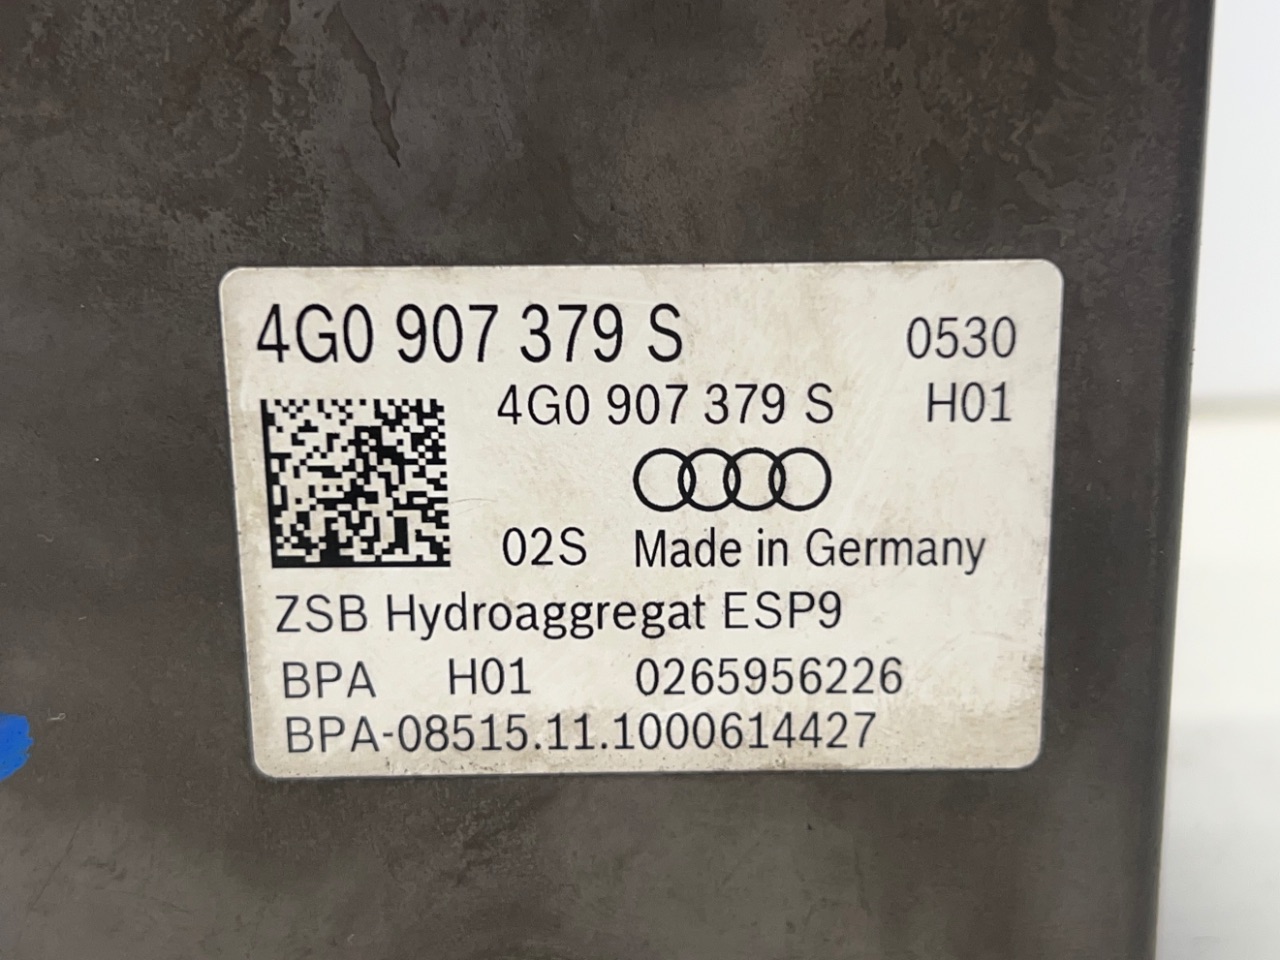 4G0 907 379 S 0530
4G0 907 379 S H01
02S Made in Germany
ZSB Hydroaggregat ESP9
BPA H01 0265956226
BPA-08515.11.1000614427